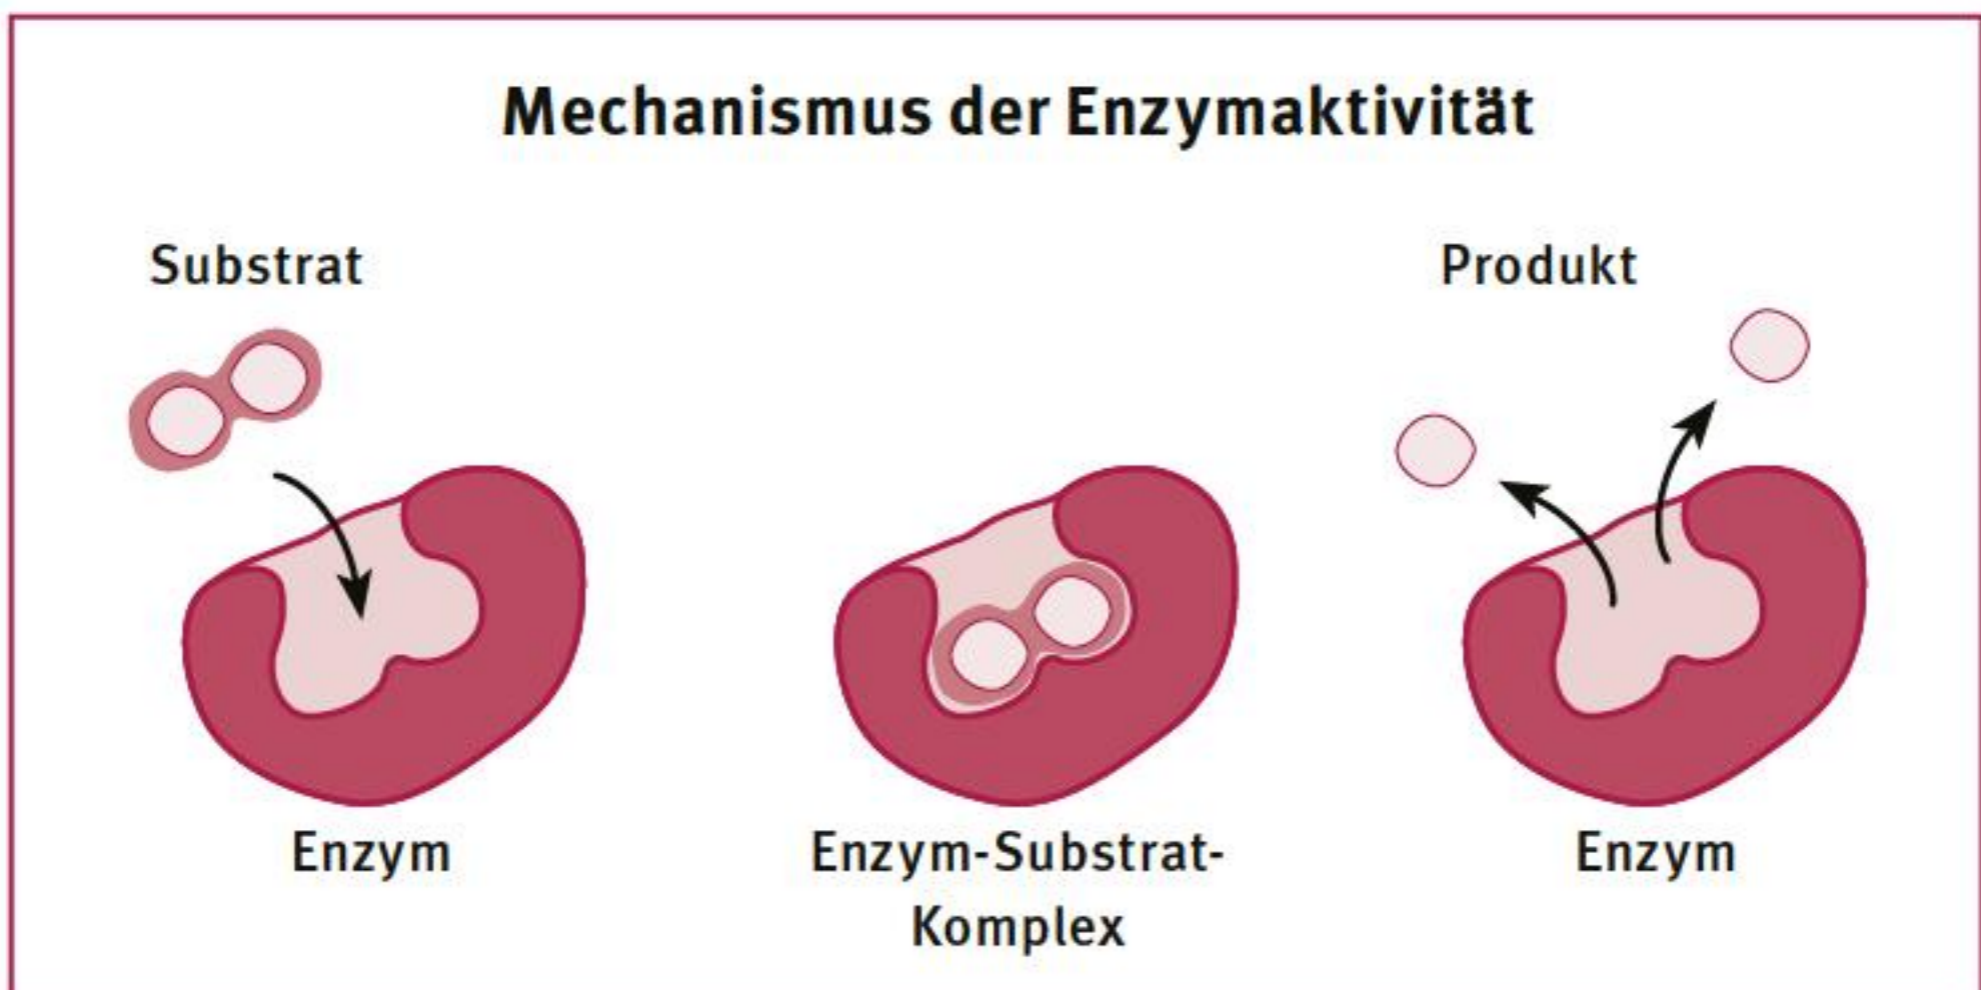 Mechanismus der Enzymaktivität
Substrat
Produkt
Enzym
Enzym-Substrat-
Komplex
Enzym